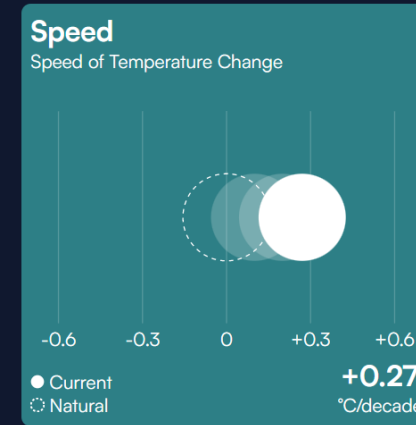 Speed
Speed of Temperature Change
-0.6 -0.3 0 +0.3 +0.6
Current
+0.27
Natural
°C/decade